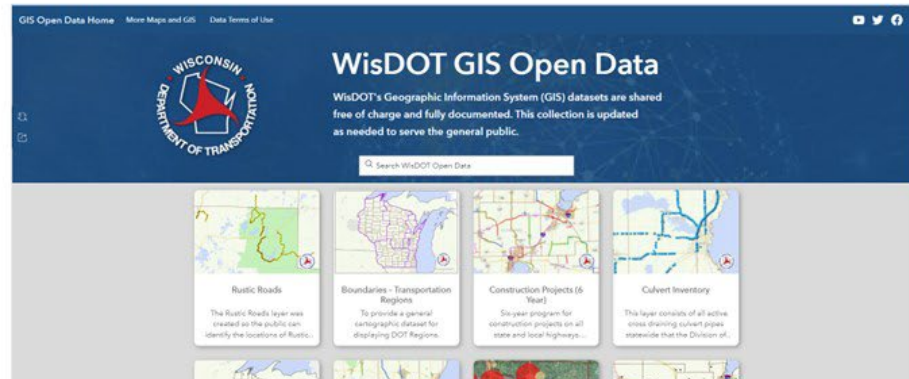 GIS Open Data Home More Maps and GIS Data Terms of Use
WISCONSIN
DEPARTMENT OF TRANSPORTATION
WisDOT GIS Open Data
WisDOT's Geographic Information System (GIS) datasets are shared
free of charge and fully documented. This collection is updated
as needed to serve the general public.
Search WisDOT Open Data
Rustic Roads
The Rustic Roads layer was
created so the public can
identify the locations of Rustic...
Boundaries - Transportation
Regions
To provide a general
cartographic dataset for
displaying DOT Regions.
Construction Projects (6
Year)
Six-year program for
construction projects on all
state and local highways...
Culvert Inventory
This layer consists of all active
cross draining culvert pipes
statewide that the Division of...